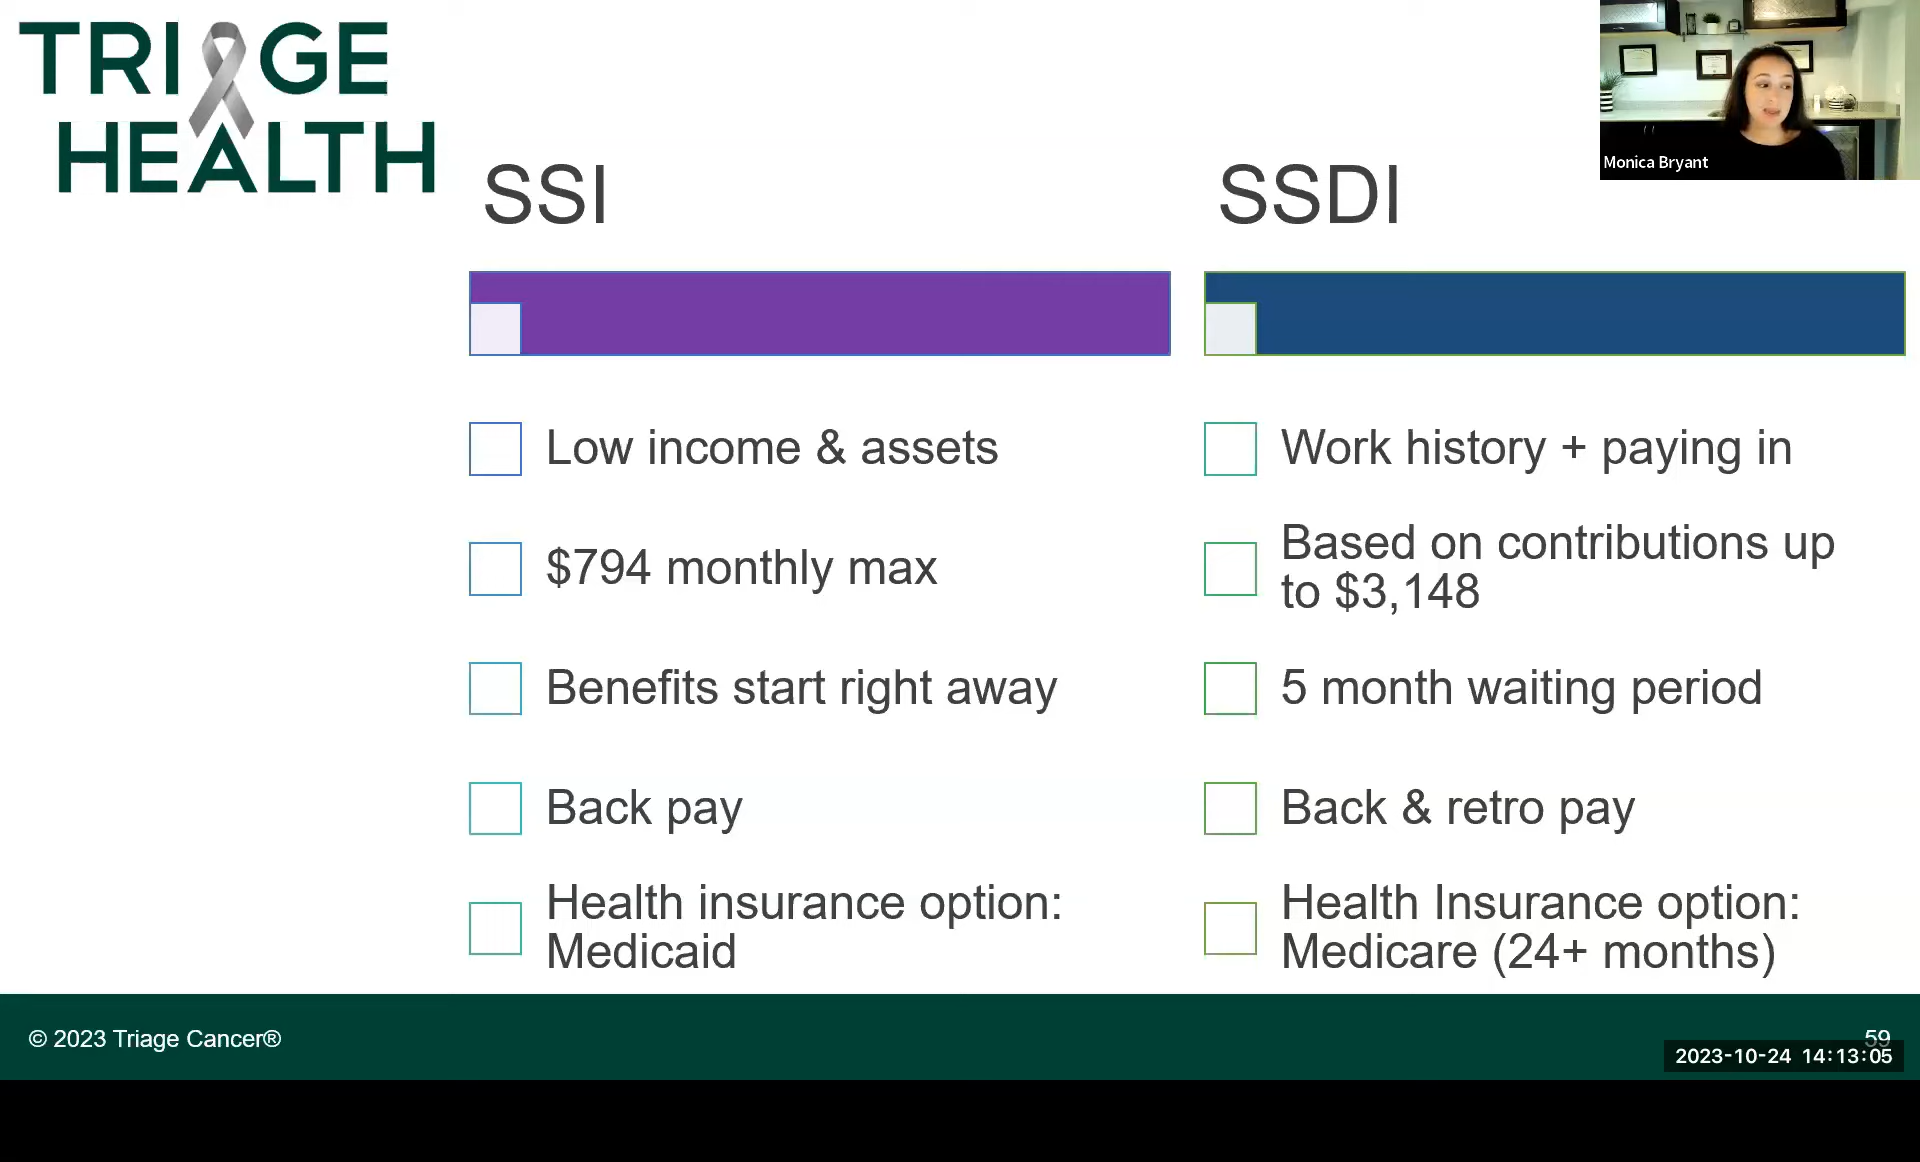 TRIAGE
HEALTH
Monica Bryant
SSI
Low income & assets
$794 monthly max
Benefits start right away
Back pay
Health insurance option:
Medicaid
SSDI
Work history + paying in
Based on contributions up
to $3,148
5 month waiting period
Back & retro pay
Health Insurance option:
Medicare (24+ months)
© 2023 Triage Cancer®
59
2023-10-24 14:13:05